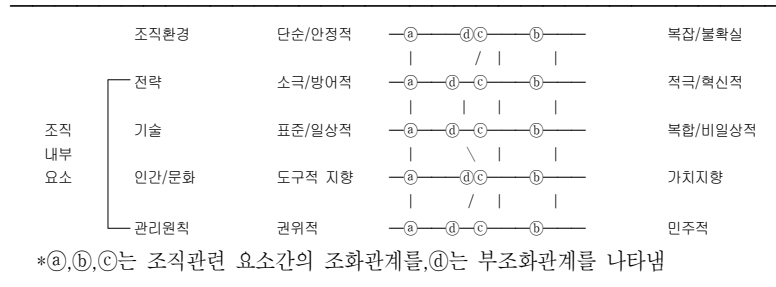 조직환경 단순/안정적 ⓐ ⓓⓒ ⓑ 복잡/불확실
전략 소극/방어적 ⓐ ⓓ ⓒ ⓑ 적극/혁신적
조직 기술 표준/일상적 ⓐ ⓓ ⓒ ⓑ 복합/비일상적
내부
요소 인간/문화 도구적 지향 ⓐ ⓓⓒ ⓑ 가치지향
관리원칙 권위적 ⓐ ⓓ ⓒ ⓑ 민주적
*ⓐ,ⓑ,ⓒ는 조직관련 요소간의 조화관계를,ⓓ는 부조화관계를 나타냄